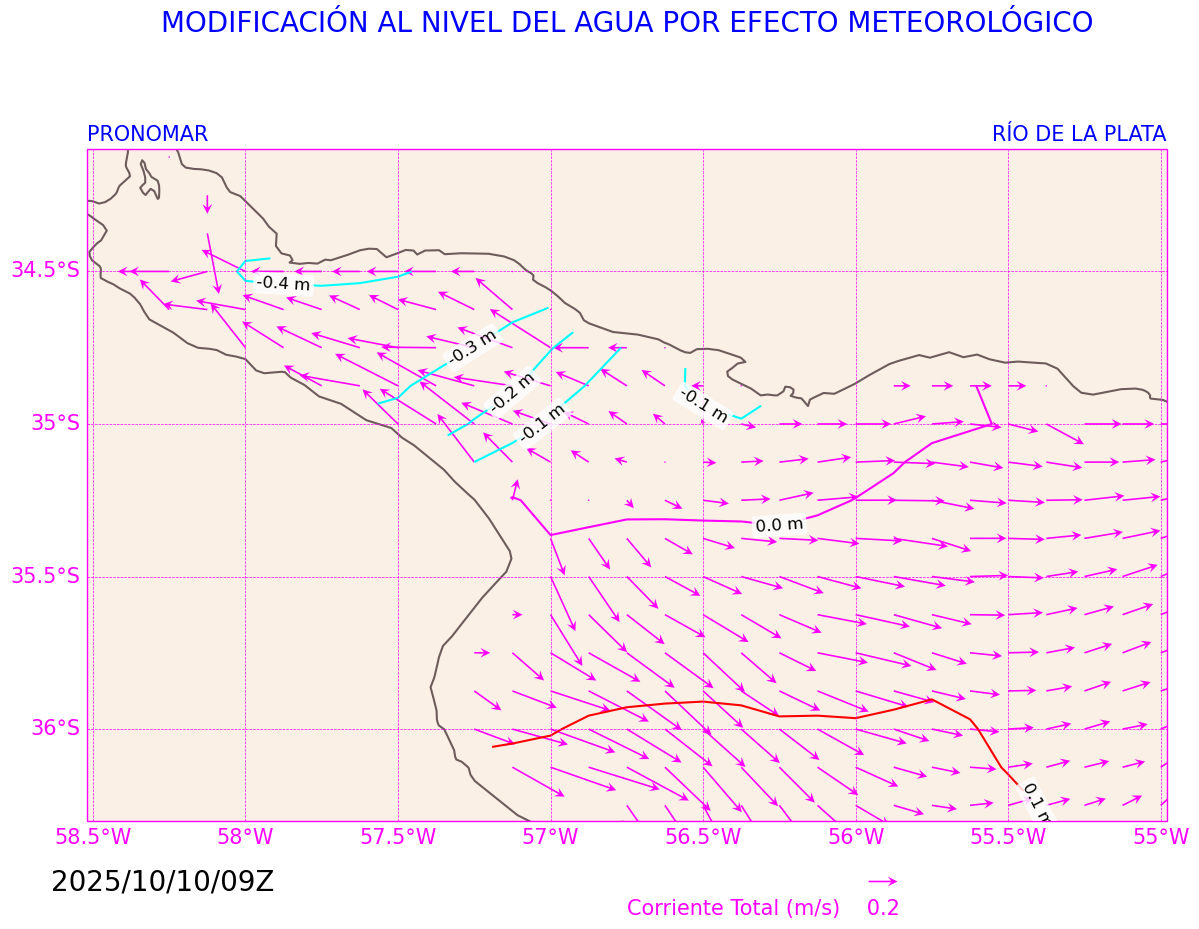 MODIFICACIÓN AL NIVEL DEL AGUA POR EFECTO METEOROLÓGICO
PRONOMAR
RÍO DE LA PLATA
34.5°S
-0.4 m
-0.3 m
-0.2 m
-0.1 m
-0.1 m
35°S
0.0 m
35.5°S
36°S
0.1 m
58.5°W 58°W 57.5°W 57°W 56.5°W 56°W 55.5°W 55°W
2025/10/10/09Z
Corriente Total (m/s) 0.2